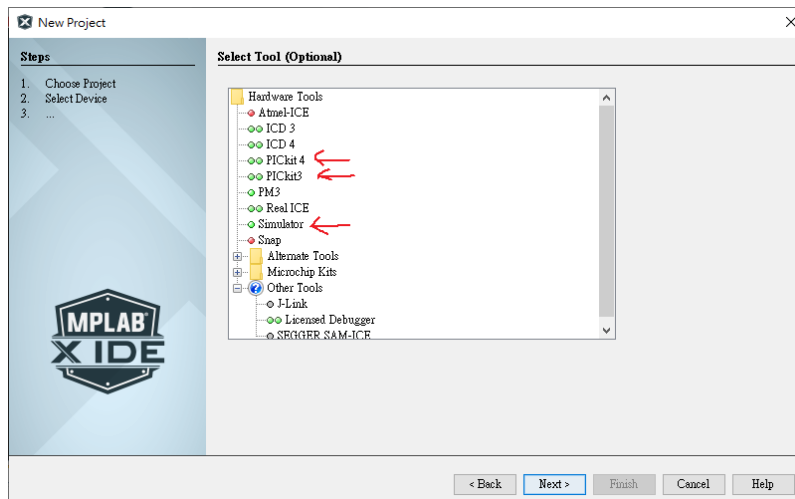 New Project
Steps
1. Choose Project
2. Select Device
3. ...
MPLAB
X IDE
Select Tool (Optional)
Hardware Tools
Atmel-ICE
ICD 3
ICD 4
PICkit 4
PICkit3
PM3
Real ICE
Simulator
Snap
Alternate Tools
Microchip Kits
Other Tools
J-Link
Licensed Debugger
SEGGER SAM-ICE
< Back Next > Finish Cancel Help